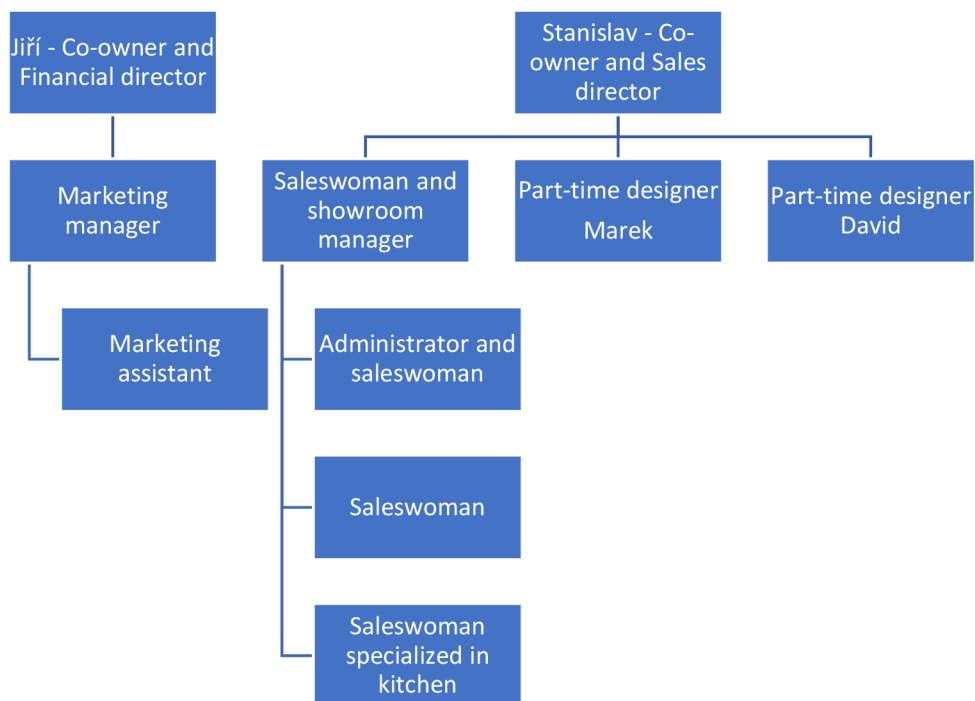 Jiří - Co-owner and
Financial director
Stanislav - Co-
owner and Sales
director
Marketing
manager
Saleswoman and
showroom
manager
Part-time designer
Marek
Part-time designer
David
Marketing
assistant
Administrator and
saleswoman
Saleswoman
Saleswoman
specialized in
kitchen